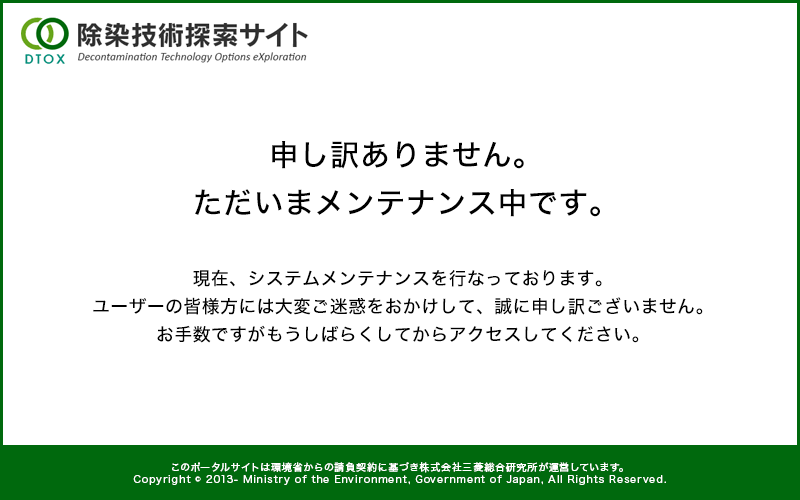 除染技術探索サイト
DTOX
Decontamination Technology Options eXploration
申し訳ありません。
ただいまメンテナンス中です。
現在、システムメンテナンスを行なっております。
ユーザーの皆様方には大変ご迷惑をおかけして、誠に申し訳ございません。
お手数ですがもうしばらくしてからアクセスしてください。
このポータルサイトは環境省からの請負契約に基づき株式会社三菱総合研究所が運営しています。
Copyright © 2013- Ministry of the Environment, Government of Japan, All Rights Reserved.